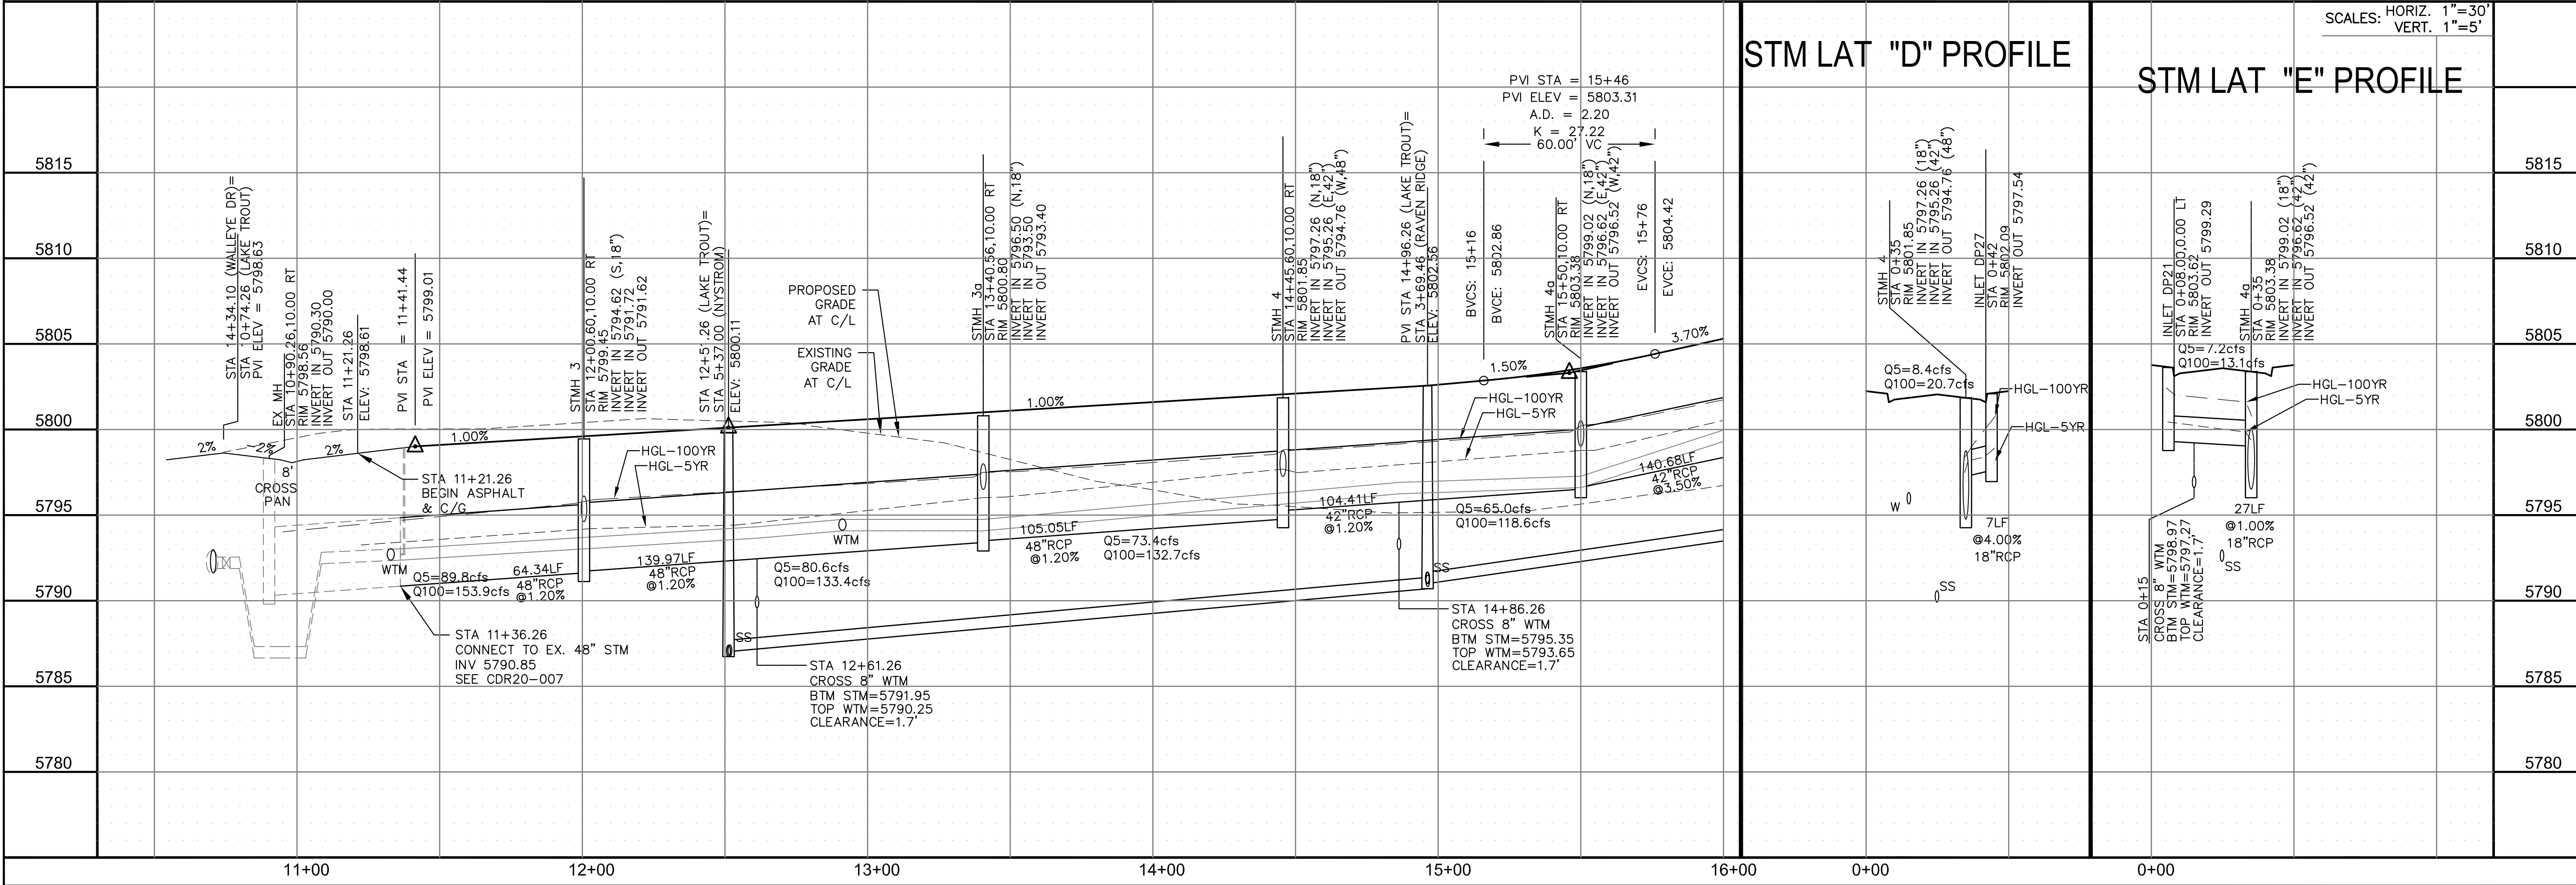 SCALES: HORIZ. 1"=30'
VERT. 1"=5'
STM LAT "D" PROFILE
STM LAT "E" PROFILE
5815
5810
5805
5800
5795
5790
5785
5780
STA 14+34.10 (WALLEYE DR)=
STA 10+74.26 (LAKE TROUT)
PVI ELEV = 5798.63
EX MH
STA 10+90.26,10.00 RT
RIM 5798.56
INVERT IN 5790.30
INVERT OUT 5790.00
STA 11+21.26
ELEV: 5798.61
PVI STA = 11+41.44
PVI ELEV = 5799.01
STMH 3
STA 12+00.60,10.00 RT
RIM 5799.45
INVERT IN 5794.62 (S,18")
INVERT IN 5791.72
INVERT OUT 5791.62
STA 12+51.26 (LAKE TROUT)=
STA 5+37.00 (NYSTROM)
ELEV: 5800.11
PROPOSED
GRADE
AT C/L
EXISTING
GRADE
AT C/L
STMH 3a
STA 13+40.56,10.00 RT
RIM 5800.80
INVERT IN 5796.50 (N,18")
INVERT IN 5793.50
INVERT OUT 5793.40
STMH 4
STA 14+45.60,10.00 RT
RIM 5801.85
INVERT IN 5797.26 (N,18")
INVERT IN 5795.26 (E,42")
INVERT OUT 5794.76 (W,48")
PVI STA 14+96.26 (LAKE TROUT)=
STA 3+69.46 (RAVEN RIDGE)
ELEV: 5802.56
PVI STA = 15+46
PVI ELEV = 5803.31
A.D. = 2.20
K = 27.22
60.00' VC
BVCS: 15+16
BVCE: 5802.86
STMH 4a
STA 15+50,10.00 RT
RIM 5803.38
INVERT IN 5799.02 (N,18")
INVERT IN 5796.62 (E,42")
INVERT OUT 5796.52 (W,42")
EVCS: 15+76
EVCE: 5804.42
2%
-2%
2%
1.00%
1.00%
1.50%
3.70%
8'
CROSS
PAN
STA 11+21.26
BEGIN ASPHALT
& C/G
HGL-100YR
HGL-5YR
HGL-100YR
HGL-5YR
WTM
WTM
Q5=89.8cfs
Q100=153.9cfs
64.34LF
48"RCP
@1.20%
139.97LF
48"RCP
@1.20%
Q5=80.6cfs
Q100=133.4cfs
105.05LF
48"RCP
@1.20%
Q5=73.4cfs
Q100=132.7cfs
104.41LF
42"RCP
@1.20%
Q5=65.0cfs
Q100=118.6cfs
140.68LF
42"RCP
@3.50%
SS
SS
STA 11+36.26
CONNECT TO EX. 48" STM
INV 5790.85
SEE CDR20-007
STA 12+61.26
CROSS 8" WTM
BTM STM=5791.95
TOP WTM=5790.25
CLEARANCE=1.7'
STA 14+86.26
CROSS 8" WTM
BTM STM=5795.35
TOP WTM=5793.65
CLEARANCE=1.7'
STMH 4
STA 0+35
RIM 5801.85
INVERT IN 5797.26 (18")
INVERT IN 5795.26 (42")
INVERT OUT 5794.76 (48")
INLET DP27
STA 0+42
RIM 5802.09
INVERT OUT 5797.54
Q5=8.4cfs
Q100=20.7cfs
HGL-100YR
HGL-5YR
W
7LF
@4.00%
18"RCP
SS
INLET DP21
STA 0+08.00,0.00 LT
RIM 5803.62
INVERT OUT 5799.29
STMH 4a
STA 0+35
RIM 5803.38
INVERT IN 5799.02 (18")
INVERT IN 5796.62 (42")
INVERT OUT 5796.52 (42")
Q5=7.2cfs
Q100=13.1cfs
HGL-100YR
HGL-5YR
27LF
@1.00%
18"RCP
SS
STA 0+15
CROSS 8" WTM
BTM STM=5798.97
TOP WTM=5797.27
CLEARANCE=1.7'
5815
5810
5805
5800
5795
5790
5785
5780
11+00
12+00
13+00
14+00
15+00
16+00
0+00
0+00